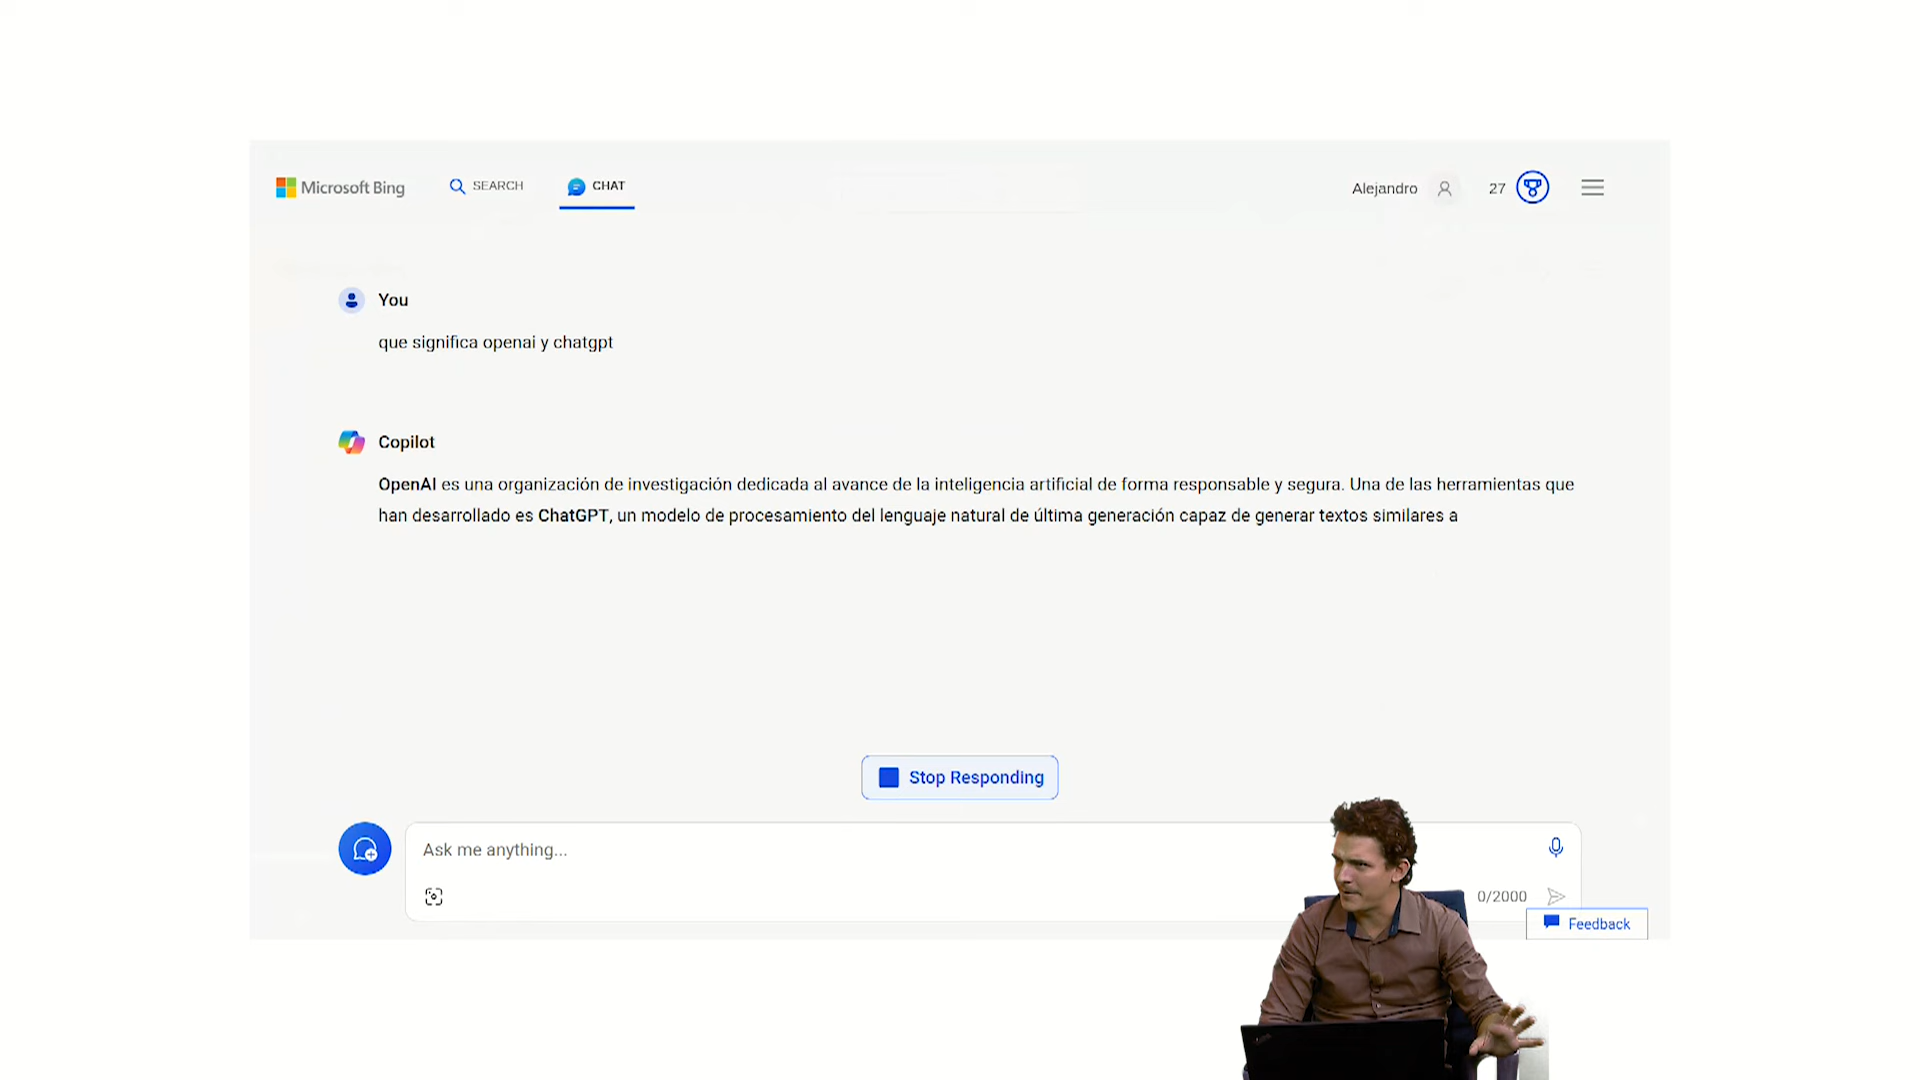 Microsoft Bing SEARCH CHAT Alejandro 27
You
que significa openai y chatgpt
Copilot
OpenAI es una organización de investigación dedicada al avance de la inteligencia artificial de forma responsable y segura. Una de las herramientas que
han desarrollado es ChatGPT, un modelo de procesamiento del lenguaje natural de última generación capaz de generar textos similares a
Stop Responding
Ask me anything...
0/2000
Feedback